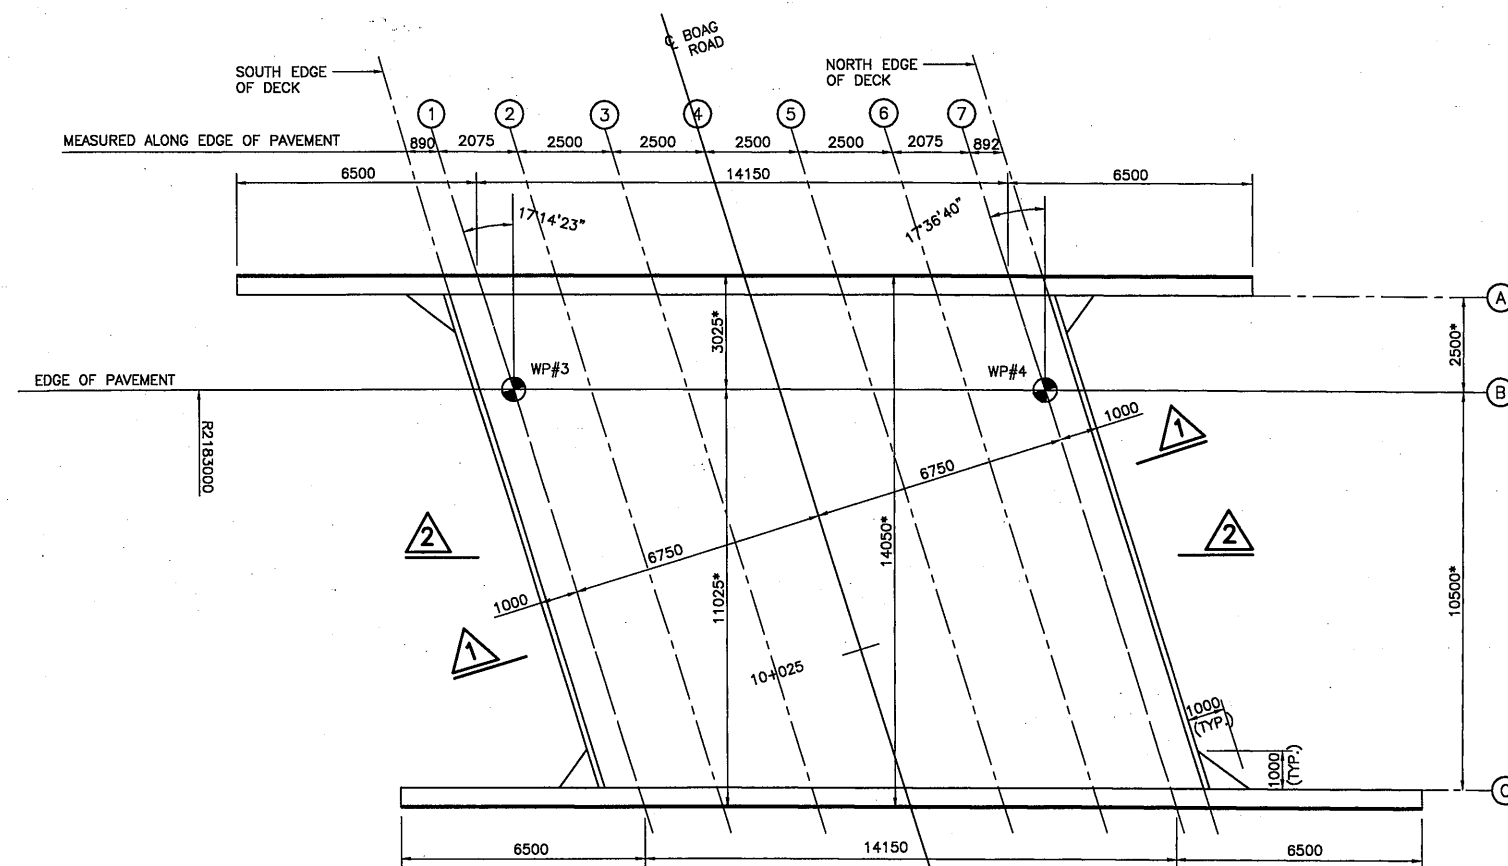 ℄ BOAG
ROAD
SOUTH EDGE
OF DECK
NORTH EDGE
OF DECK
1 2 3 4 5 6 7
MEASURED ALONG EDGE OF PAVEMENT
890 2075 2500 2500 2500 2500 2075 892
6500 14150 6500
17°14'23"
17°36'40"
A
3025*
2500*
WP#3
WP#4
EDGE OF PAVEMENT
B
R2183000
1000
1
6750
2
14050*
2
6750
11025*
10500*
1000
1
10+025
1000
(TYP.)
1000
(TYP.)
C
6500 14150 6500